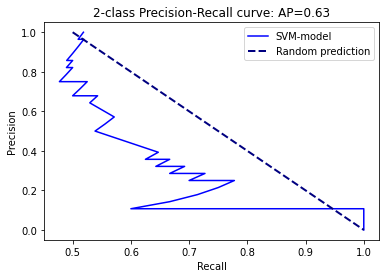 2-class Precision-Recall curve: AP=0.63
SVM-model
Random prediction
Precision
1.0
0.8
0.6
0.4
0.2
0.0
0.5 0.6 0.7 0.8 0.9 1.0
Recall